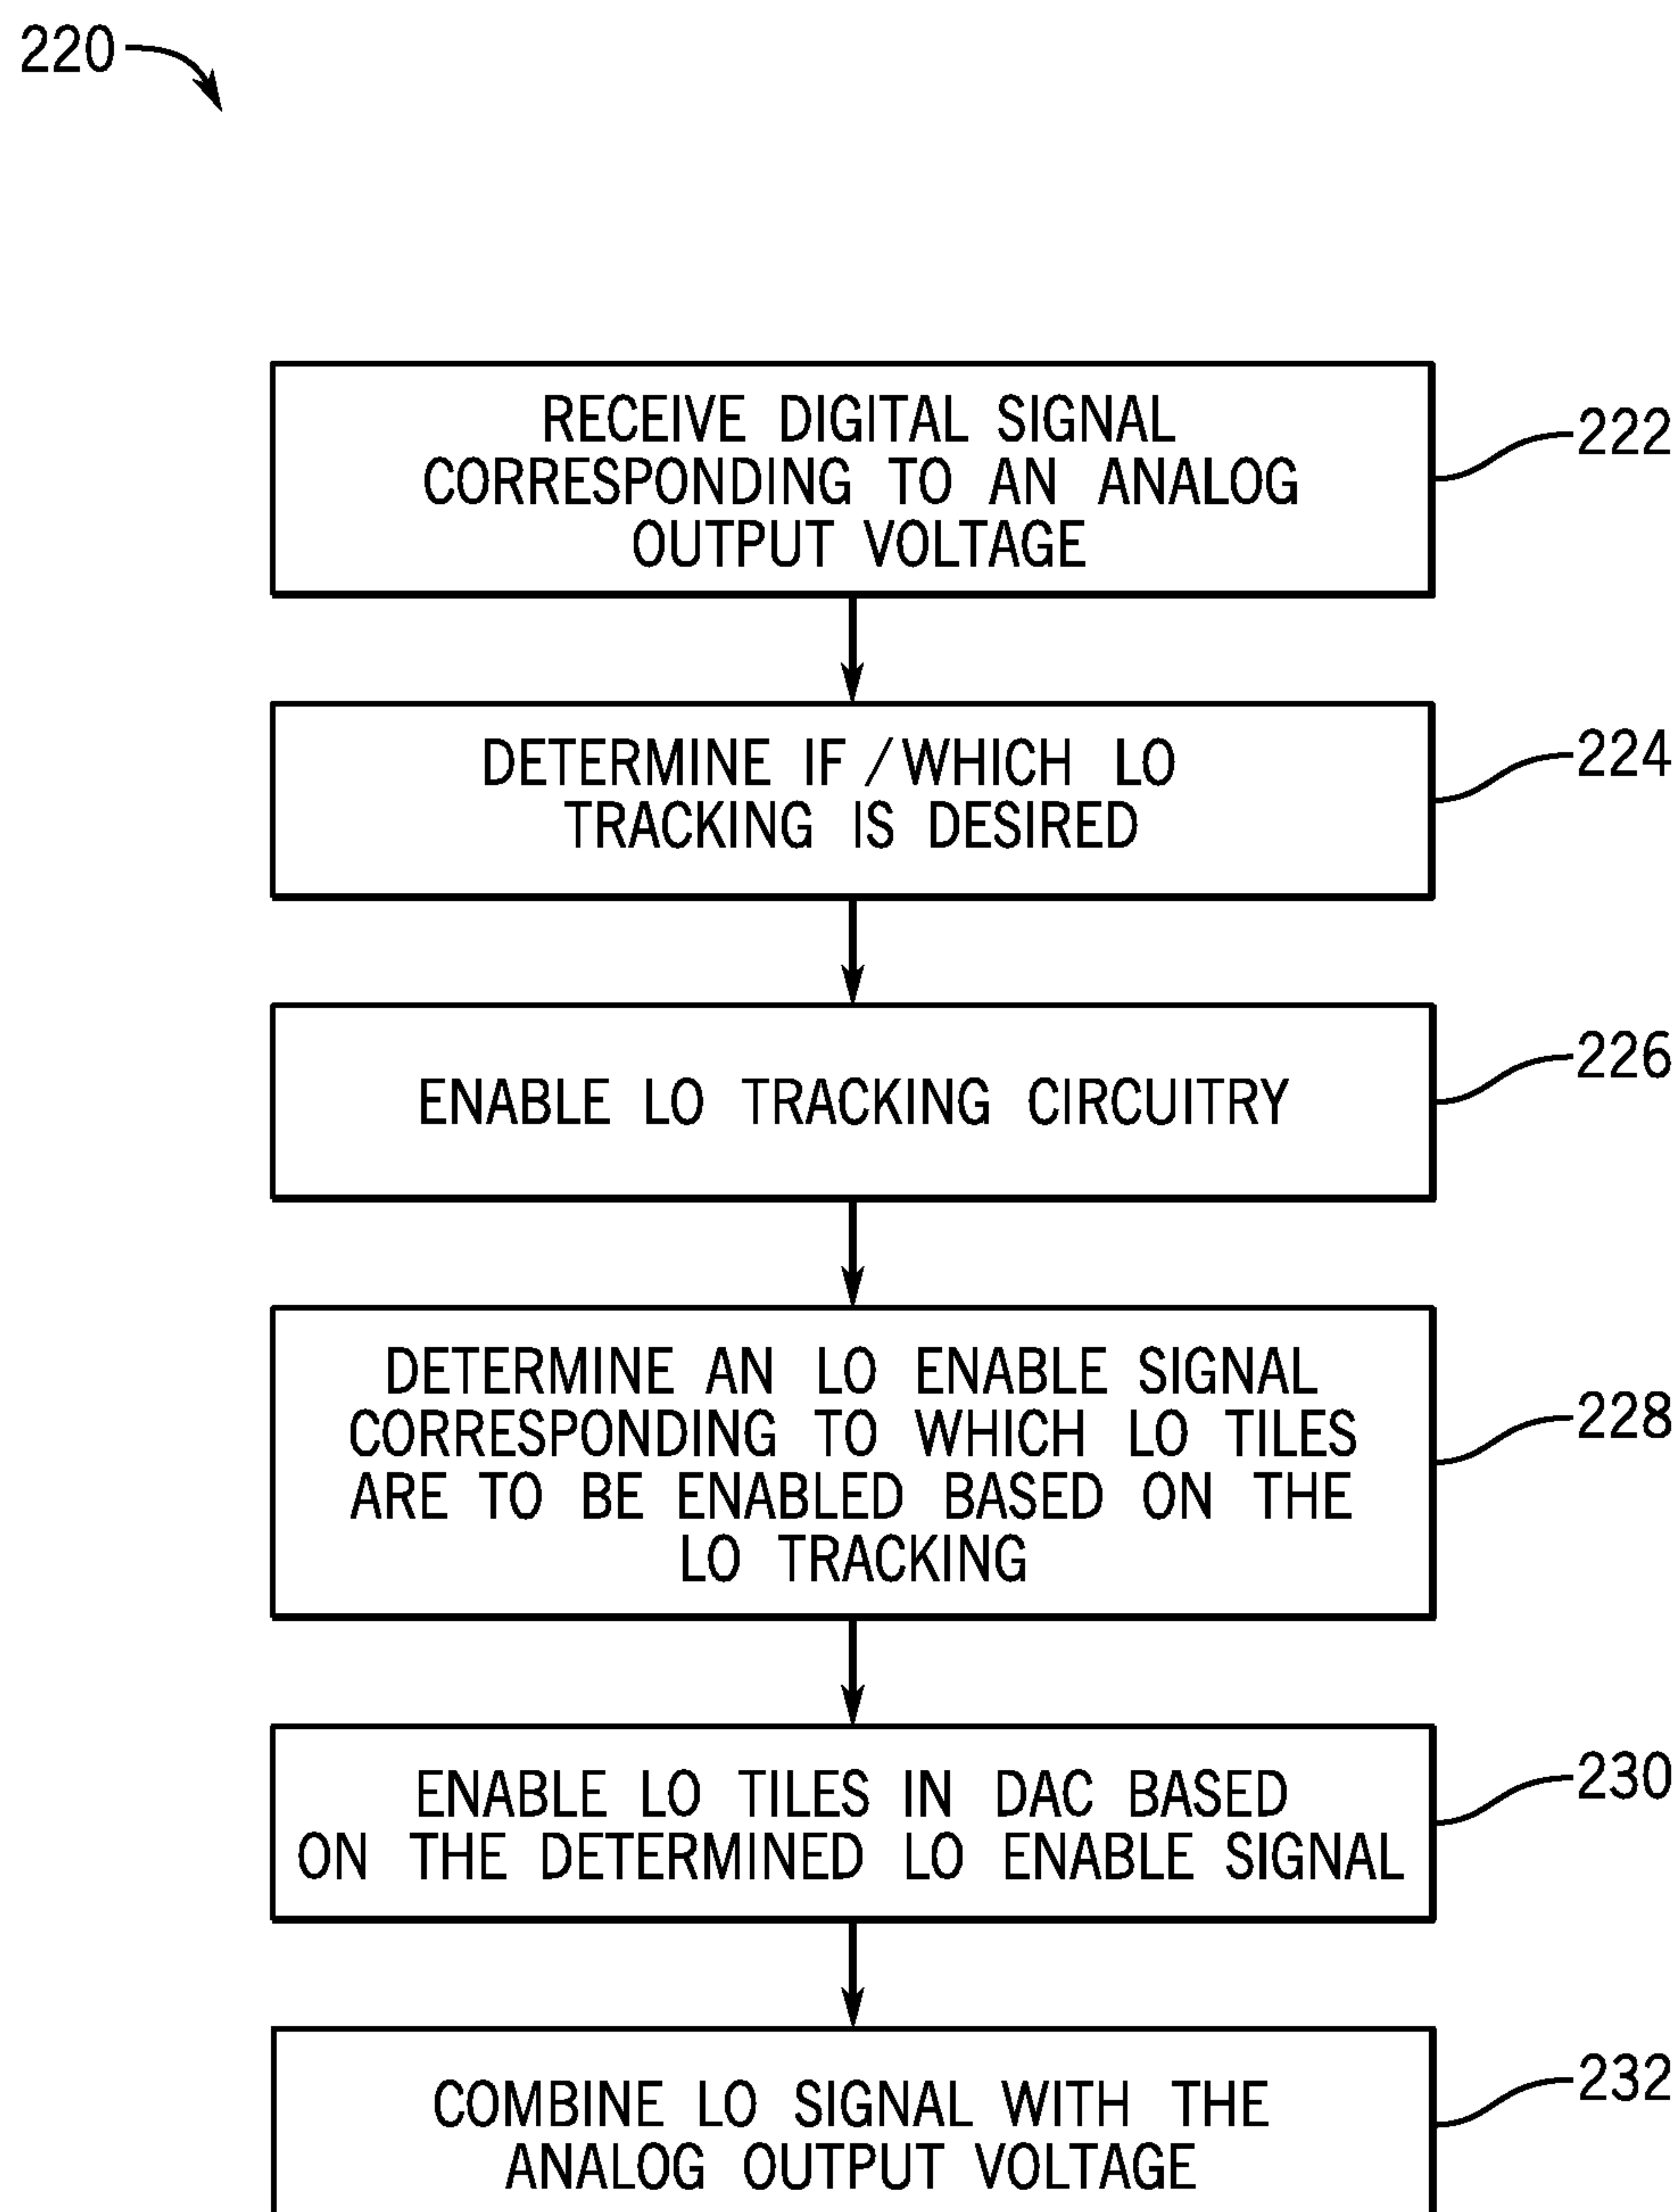 220
RECEIVE DIGITAL SIGNAL
CORRESPONDING TO AN ANALOG
OUTPUT VOLTAGE
222
DETERMINE IF/WHICH LO
TRACKING IS DESIRED
224
ENABLE LO TRACKING CIRCUITRY
226
DETERMINE AN LO ENABLE SIGNAL
CORRESPONDING TO WHICH LO TILES
ARE TO BE ENABLED BASED ON THE
LO TRACKING
228
ENABLE LO TILES IN DAC BASED
ON THE DETERMINED LO ENABLE SIGNAL
230
COMBINE LO SIGNAL WITH THE
ANALOG OUTPUT VOLTAGE
232